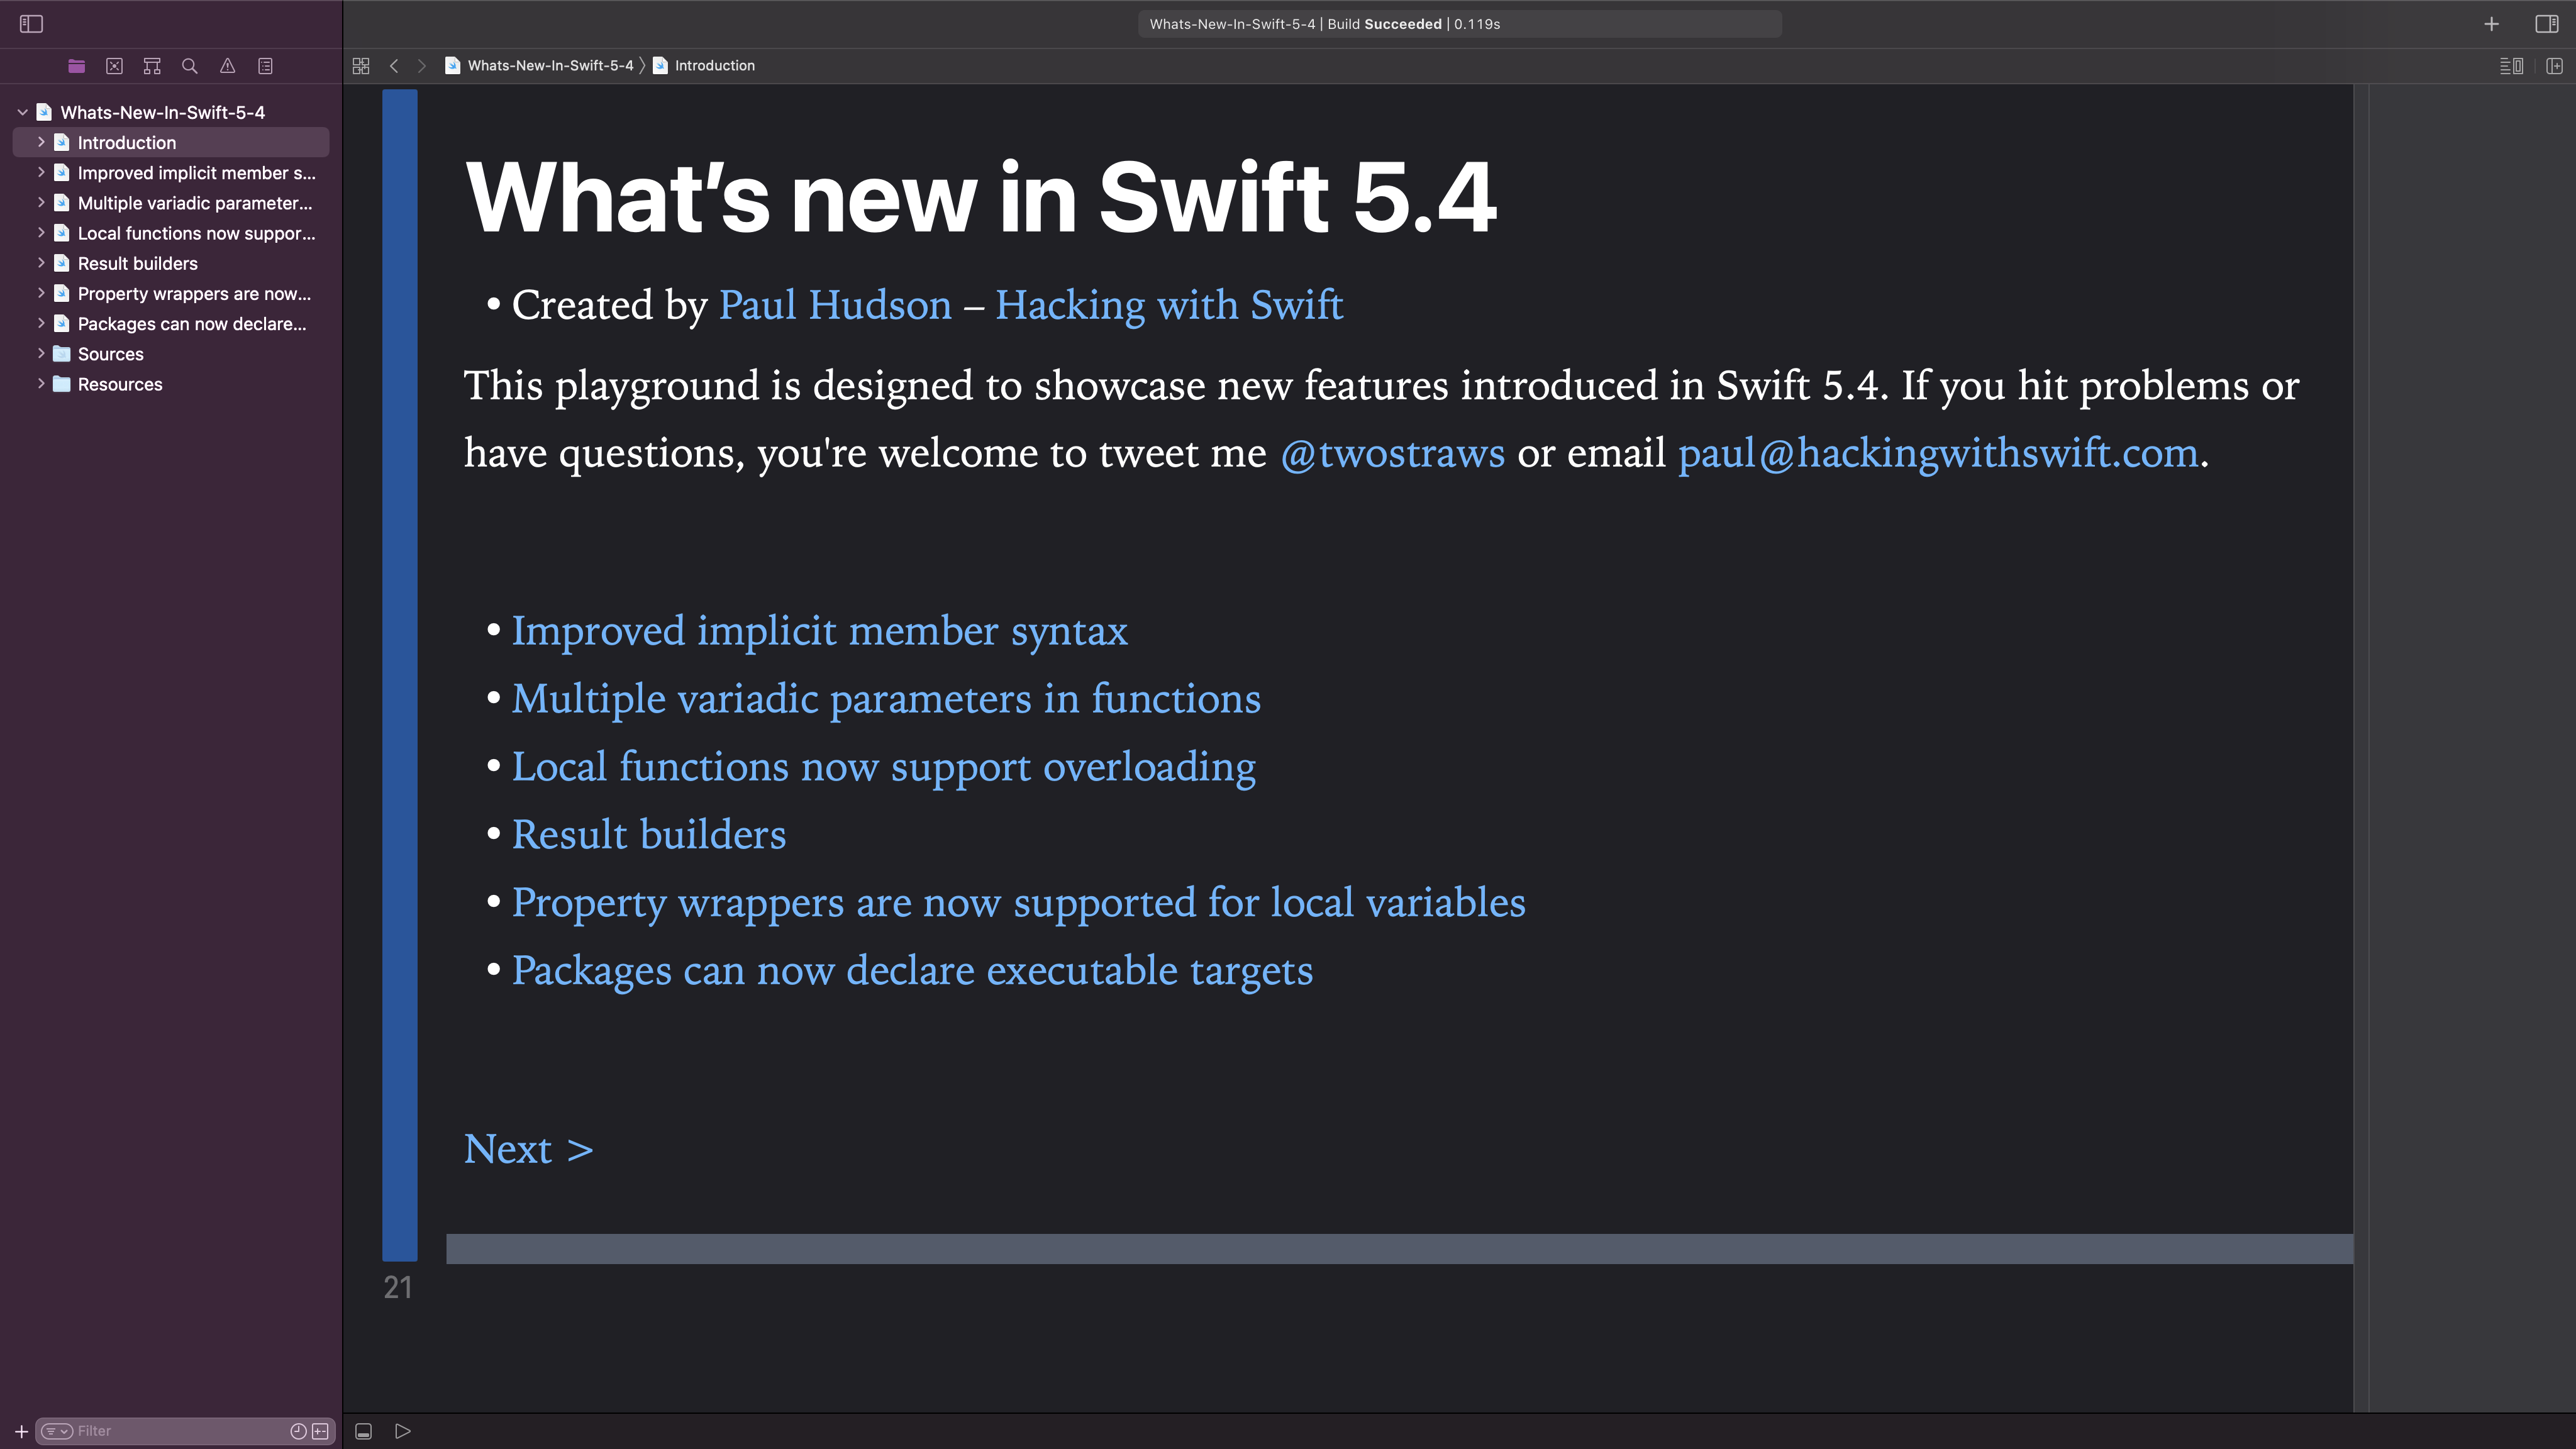 Whats-New-In-Swift-5-4 | Build Succeeded | 0.119s
Whats-New-In-Swift-5-4 〉 Introduction
Whats-New-In-Swift-5-4
Introduction
Improved implicit member s...
Multiple variadic parameter...
Local functions now suppor...
Result builders
Property wrappers are now...
Packages can now declare...
Sources
Resources
What’s new in Swift 5.4
• Created by Paul Hudson – Hacking with Swift
This playground is designed to showcase new features introduced in Swift 5.4. If you hit problems or
have questions, you're welcome to tweet me @twostraws or email paul@hackingwithswift.com.
• Improved implicit member syntax
• Multiple variadic parameters in functions
• Local functions now support overloading
• Result builders
• Property wrappers are now supported for local variables
• Packages can now declare executable targets
Next >
21
Filter